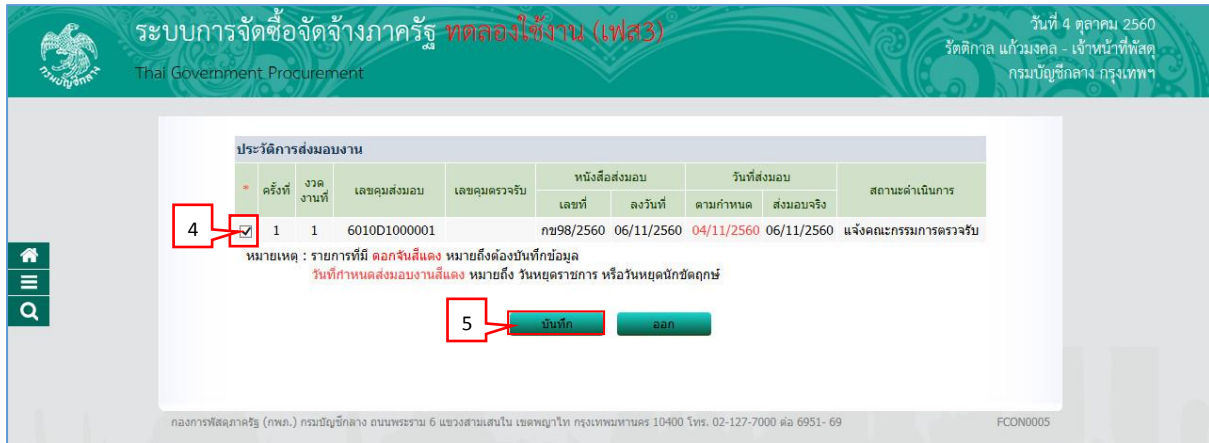 ระบบการจัดซื้อจัดจ้างภาครัฐ ทดลองใช้งาน (เฟส3)
Thai Government Procurement
วันที่ 4 ตุลาคม 2560
รัตติกาล แก้วมงคล - เจ้าหน้าที่พัสดุ
กรมบัญชีกลาง กรุงเทพฯ
ประวัติการส่งมอบงาน
* ครั้งที่ งวดงานที่ เลขคุมส่งมอบ เลขคุมตรวจรับ หนังสือส่งมอบ วันที่ส่งมอบ สถานะดำเนินการ
เลขที่ ลงวันที่ ตามกำหนด ส่งมอบจริง
4 1 1 6010D1000001 กข98/2560 06/11/2560 04/11/2560 06/11/2560 แจ้งคณะกรรมการตรวจรับ
หมายเหตุ : รายการที่มี ดอกจันสีแดง หมายถึงต้องบันทึกข้อมูล
วันที่กำหนดส่งมอบงานสีแดง หมายถึง วันหยุดราชการ หรือวันหยุดนักขัตฤกษ์
5 บันทึก ออก
กองการพัสดุภาครัฐ (กพภ.) กรมบัญชีกลาง ถนนพระราม 6 แขวงสามเสนใน เขตพญาไท กรุงเทพมหานคร 10400 โทร. 02-127-7000 ต่อ 6951- 69 FCON0005